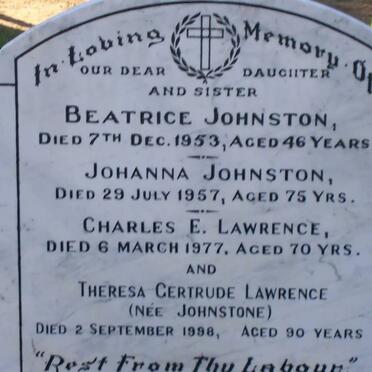 In Loving Memory Of
OUR DEAR DAUGHTER
AND SISTER
BEATRICE JOHNSTON,
DIED 7TH DEC. 1953, AGED 46 YEARS
JOHANNA JOHNSTON,
DIED 29 JULY 1957, AGED 75 YRS.
CHARLES E. LAWRENCE,
DIED 6 MARCH 1977, AGED 70 YRS.
AND
THERESA GERTRUDE LAWRENCE
(NÉE JOHNSTONE)
DIED 2 SEPTEMBER 1998, AGED 90 YEARS
"Rest From Thy Labour"